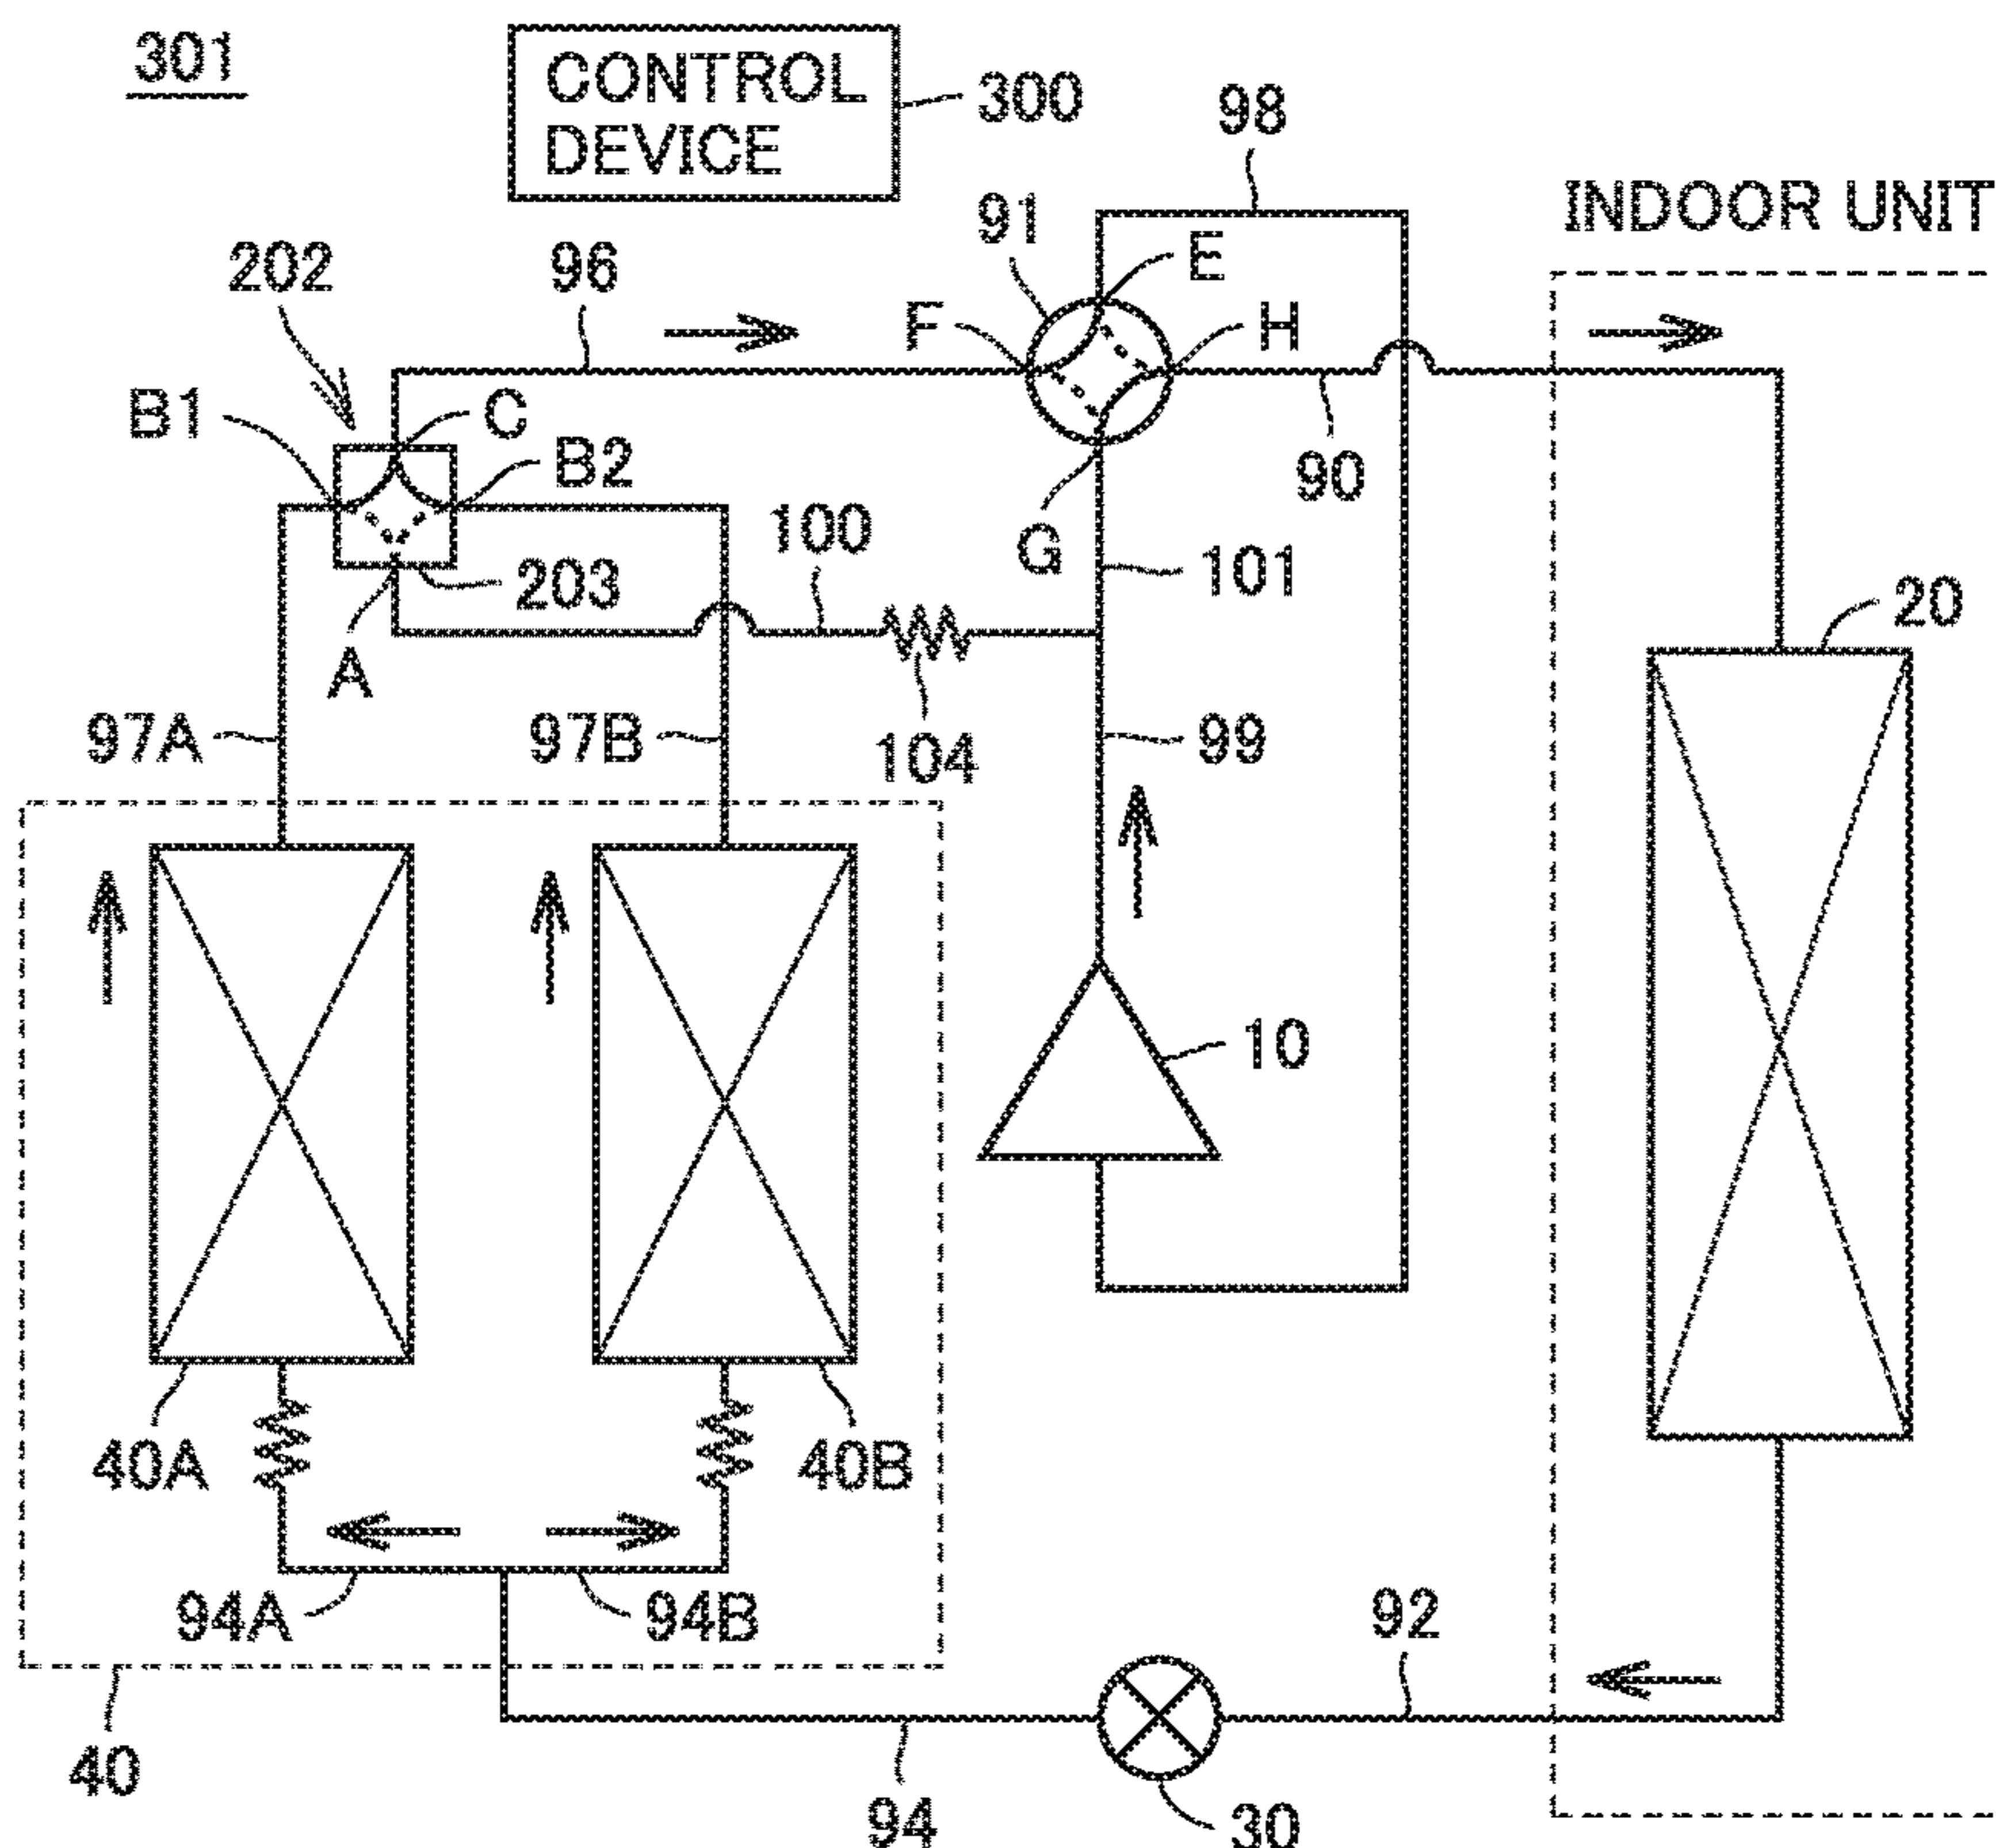 301
CONTROL
DEVICE
300
98
INDOOR UNIT
91
E
202
96
F
H
B1
C
B2
90
100
G
101
203
A
20
97A
97B
104
99
10
40A
40B
94A
94B
92
40
94
30